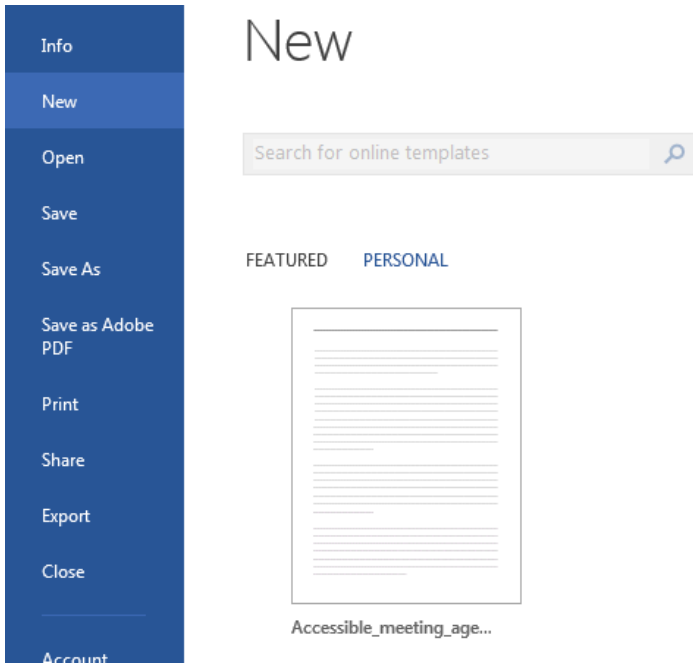 Info
New
Open
Save
Save As
Save as Adobe
PDF
Print
Share
Export
Close
Account
New
Search for online templates
FEATURED PERSONAL
Accessible_meeting_age...